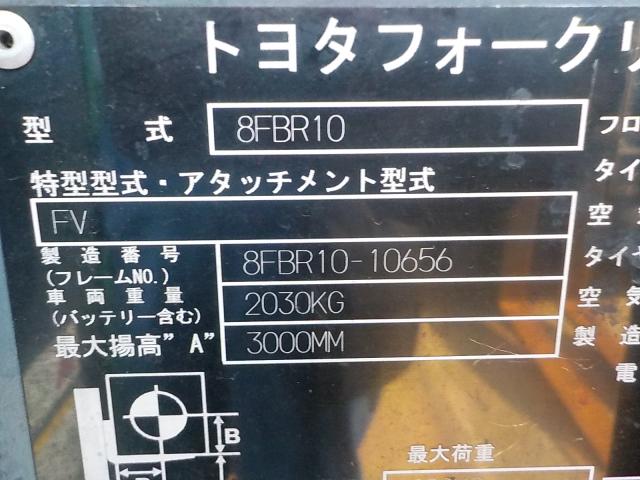 トヨタフォークリ
型 式 8FBR10 フロ
タイ
特型型式・アタッチメント型式
FV 空
製造番号
(フレームNO.) 8FBR10-10656 タイヤ
車両重量
(バッテリー含む) 2030KG 空気
最大揚高"A" 3000MM 製造
電
B
最大荷重